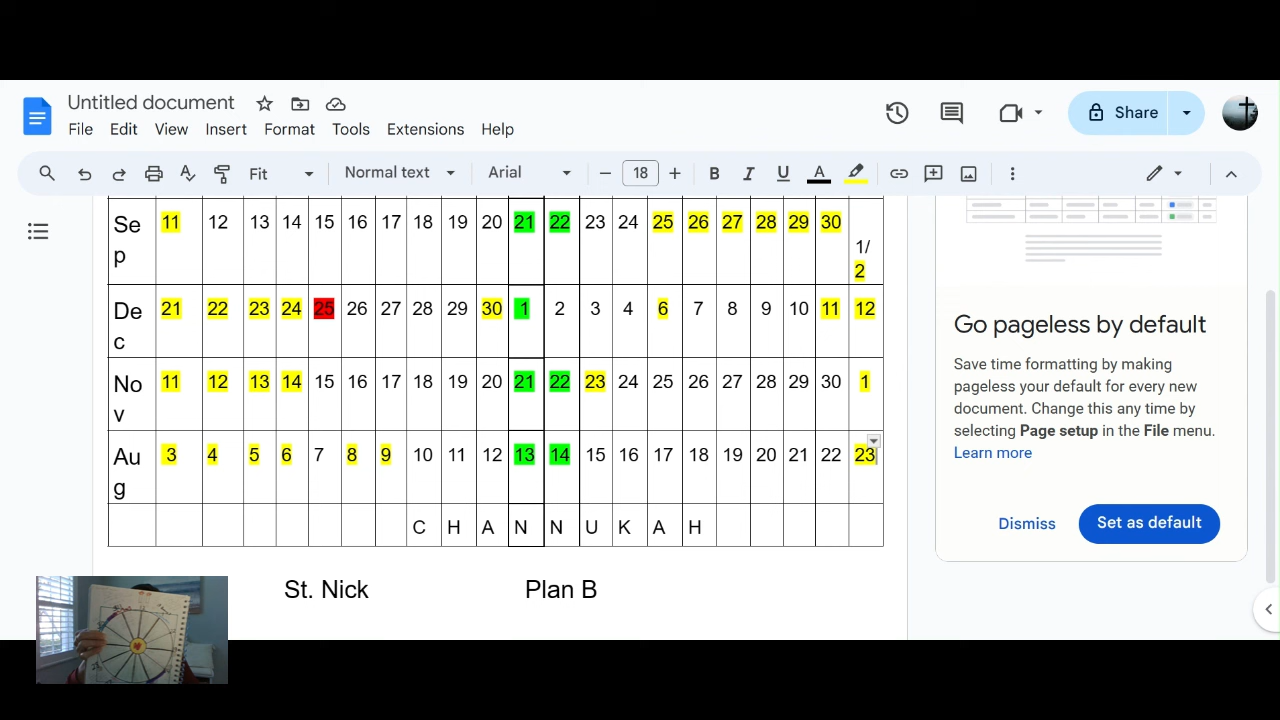 Untitled document
File Edit View Insert Format Tools Extensions Help
Share
Fit Normal text Arial 18 B I U A
Sep 11 12 13 14 15 16 17 18 19 20 21 22 23 24 25 26 27 28 29 30 1/2
Dec 21 22 23 24 25 26 27 28 29 30 1 2 3 4 6 7 8 9 10 11 12
Nov 11 12 13 14 15 16 17 18 19 20 21 22 23 24 25 26 27 28 29 30 1
Aug 3 4 5 6 7 8 9 10 11 12 13 14 15 16 17 18 19 20 21 22 23
C H A N N U K A H
St. Nick Plan B
Go pageless by default
Save time formatting by making
pageless your default for every new
document. Change this any time by
selecting Page setup in the File menu.
Learn more
Dismiss Set as default